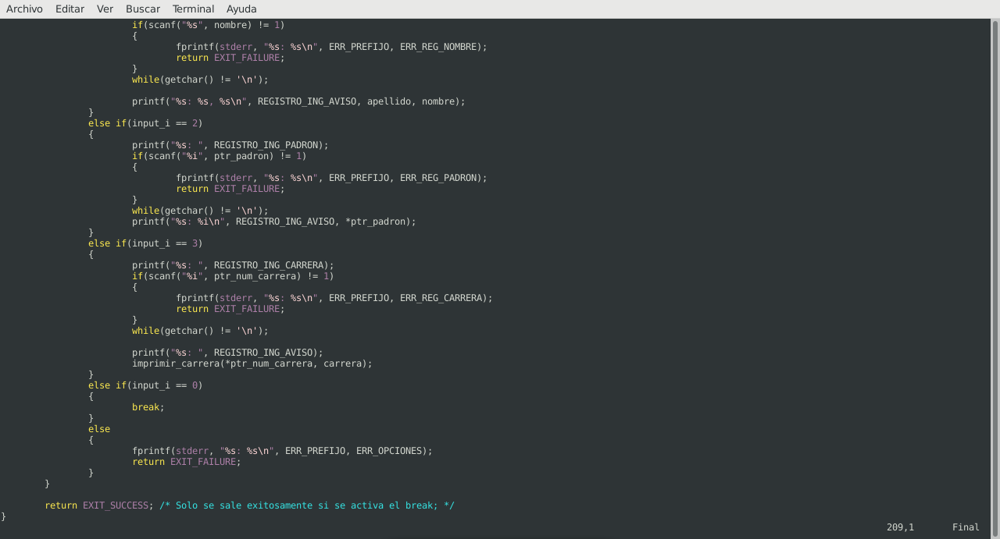 Archivo Editar Ver Buscar Terminal Ayuda
if(scanf("%s", nombre) != 1)
{
fprintf(stderr, "%s: %s\n", ERR_PREFIJO, ERR_REG_NOMBRE);
return EXIT_FAILURE;
}
while(getchar() != '\n');
printf("%s: %s, %s\n", REGISTRO_ING_AVISO, apellido, nombre);
}
else if(input_i == 2)
{
printf("%s: ", REGISTRO_ING_PADRON);
if(scanf("%i", ptr_padron) != 1)
{
fprintf(stderr, "%s: %s\n", ERR_PREFIJO, ERR_REG_PADRON);
return EXIT_FAILURE;
}
while(getchar() != '\n');
printf("%s: %i\n", REGISTRO_ING_AVISO, *ptr_padron);
}
else if(input_i == 3)
{
printf("%s: ", REGISTRO_ING_CARRERA);
if(scanf("%i", ptr_num_carrera) != 1)
{
fprintf(stderr, "%s: %s\n", ERR_PREFIJO, ERR_REG_CARRERA);
return EXIT_FAILURE;
}
while(getchar() != '\n');
printf("%s: ", REGISTRO_ING_AVISO);
imprimir_carrera(*ptr_num_carrera, carrera);
}
else if(input_i == 0)
{
break;
}
else
{
fprintf(stderr, "%s: %s\n", ERR_PREFIJO, ERR_OPCIONES);
return EXIT_FAILURE;
}
}
return EXIT_SUCCESS; /* Solo se sale exitosamente si se activa el break; */
}
209,1 Final